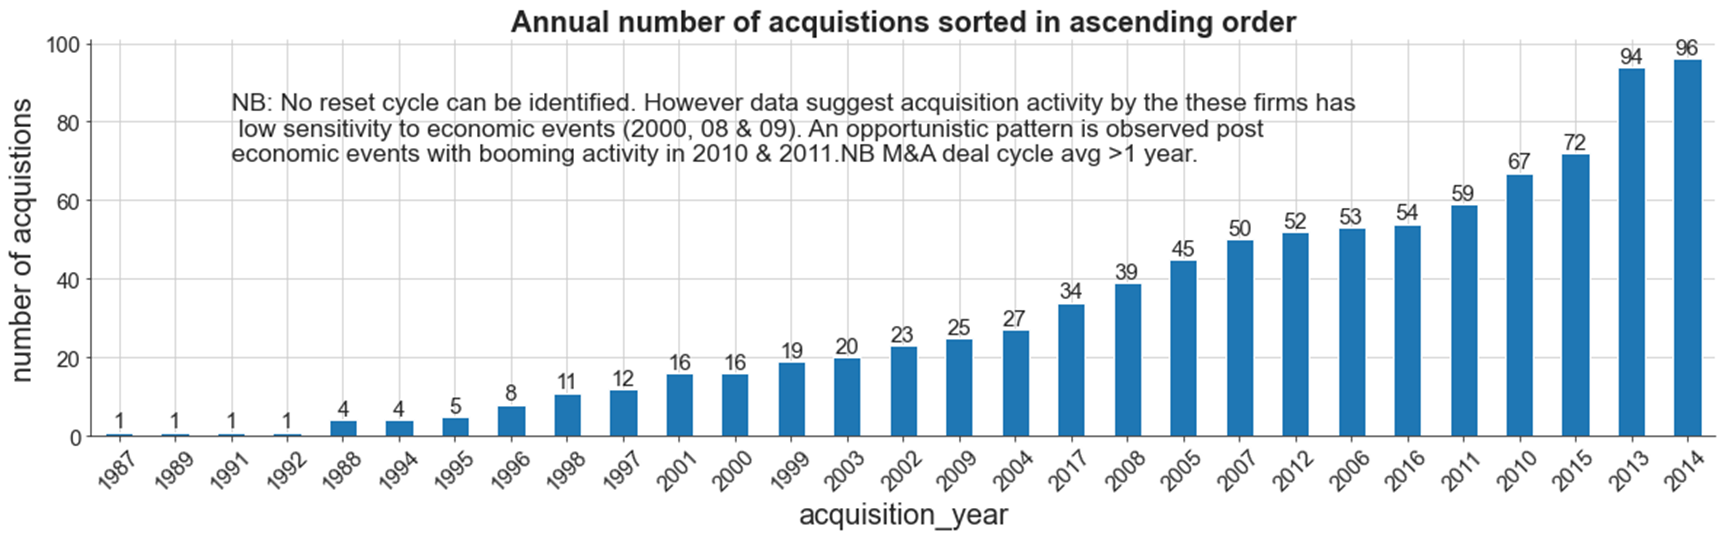 Annual number of acquistions sorted in ascending order
number of acquistions
100
80
60
40
20
0
NB: No reset cycle can be identified. However data suggest acquisition activity by the these firms has
low sensitivity to economic events (2000, 08 & 09). An opportunistic pattern is observed post
economic events with booming activity in 2010 & 2011.NB M&A deal cycle avg >1 year.
1 1 1 1 4 4 5 8 11 12 16 16 19 20 23 25 27 34 39 45 50 52 53 54 59 67 72 94 96
1987 1989 1991 1992 1988 1994 1995 1996 1998 1997 2001 2000 1999 2003 2002 2009 2004 2017 2008 2005 2007 2012 2006 2016 2011 2010 2015 2013 2014
acquisition_year